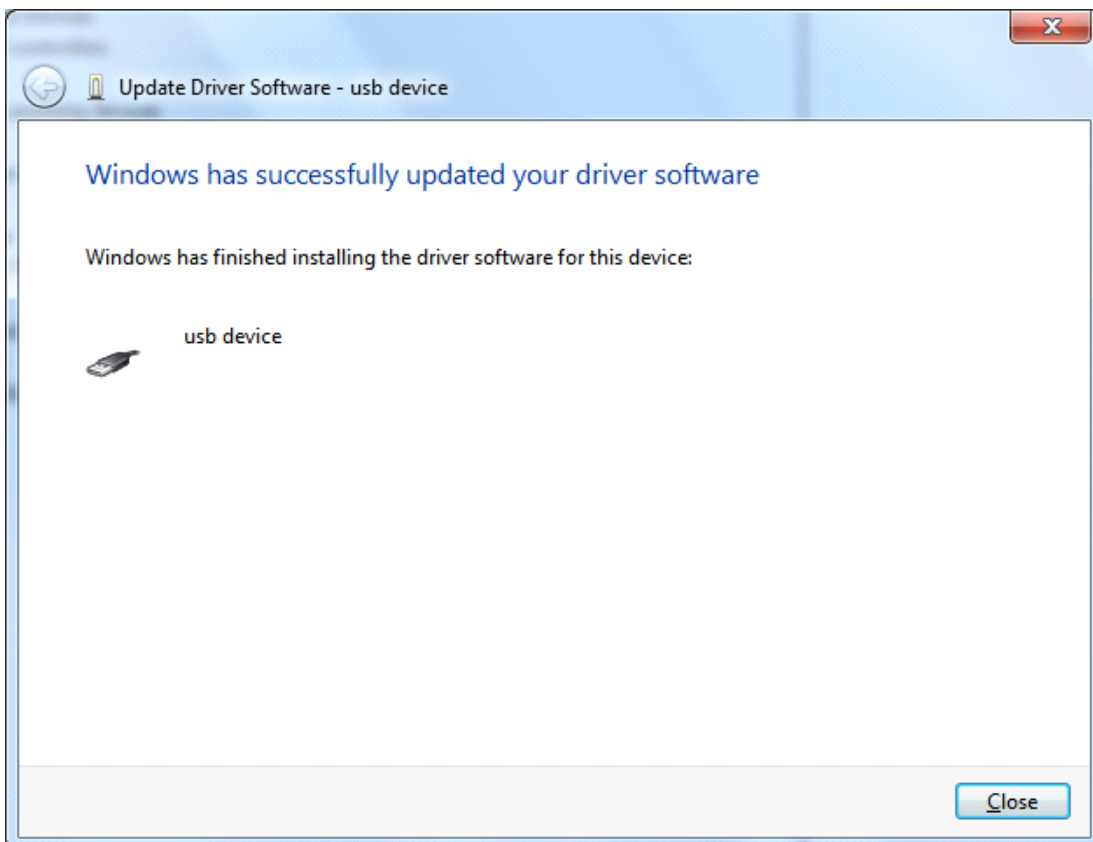 Update Driver Software - usb device
Windows has successfully updated your driver software
Windows has finished installing the driver software for this device:
usb device
Close